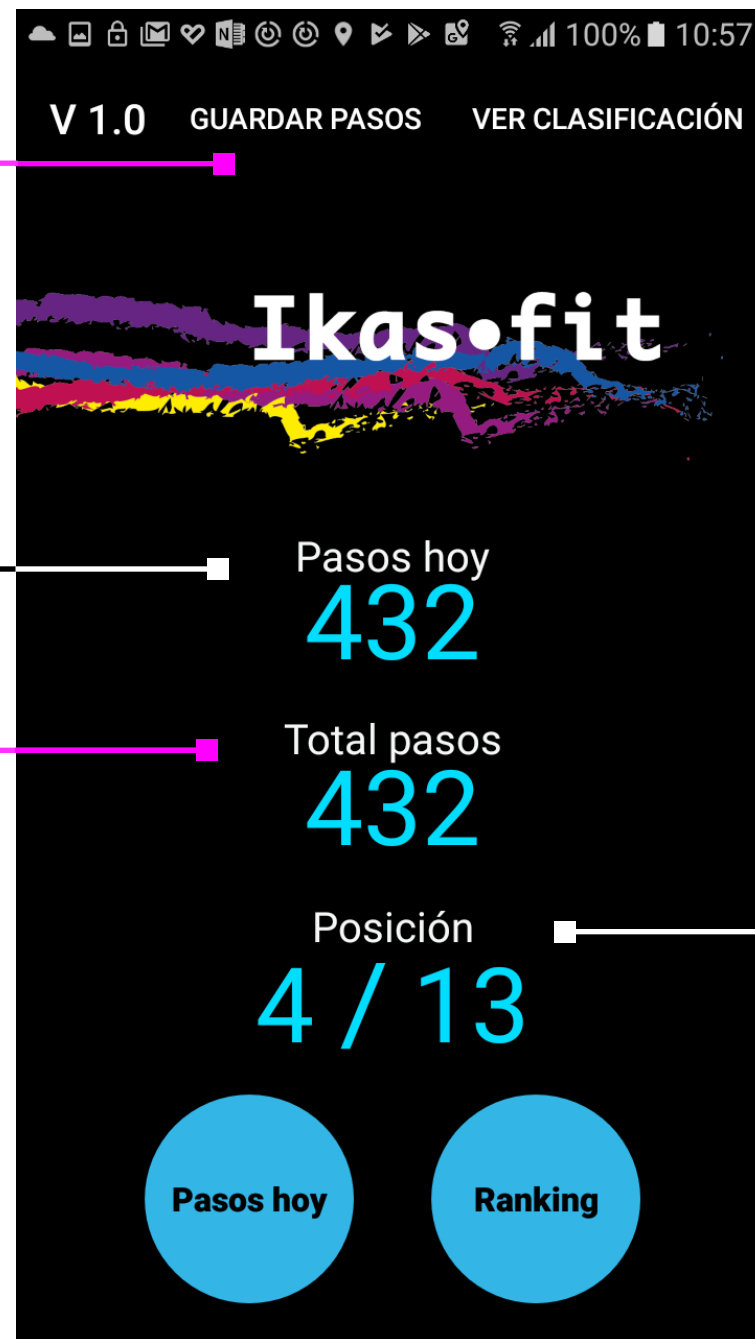 100% 10:57
V 1.0 GUARDAR PASOS VER CLASIFICACIÓN
Ikas•fit
Pasos hoy
432
Total pasos
432
Posición
4 / 13
Pasos hoy Ranking